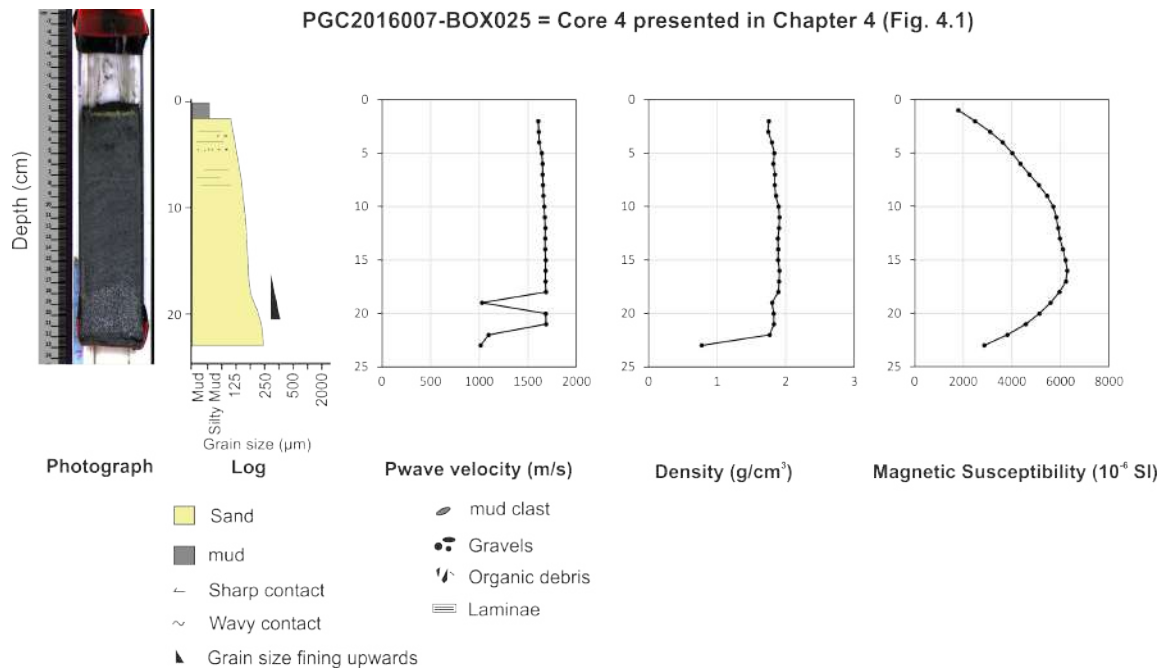 PGC2016007-BOX025 = Core 4 presented in Chapter 4 (Fig. 4.1)
Depth (cm)
0
10
20
Mud
Silty Mud
125
250
500
2000
Grain size (µm)
0
5
10
15
20
25
0 500 1000 1500 2000
0
5
10
15
20
25
0 1 2 3
0
5
10
15
20
25
0 2000 4000 6000 8000
Photograph
Log
Pwave velocity (m/s)
Density (g/cm³)
Magnetic Susceptibility (10⁻⁶ SI)
Sand
mud
Sharp contact
Wavy contact
Grain size fining upwards
mud clast
Gravels
Organic debris
Laminae